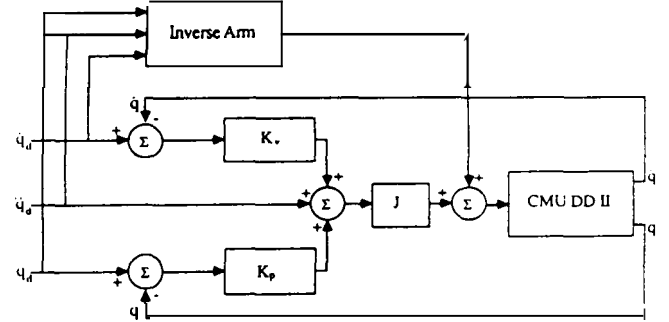 Inverse Arm
q̇
-
q̇d
+
Σ
Kv
+
+
+
q
q̈d
+
Σ
J
+
Σ
CMU DD II
+
q
qd
+
Σ
Kp
-
q